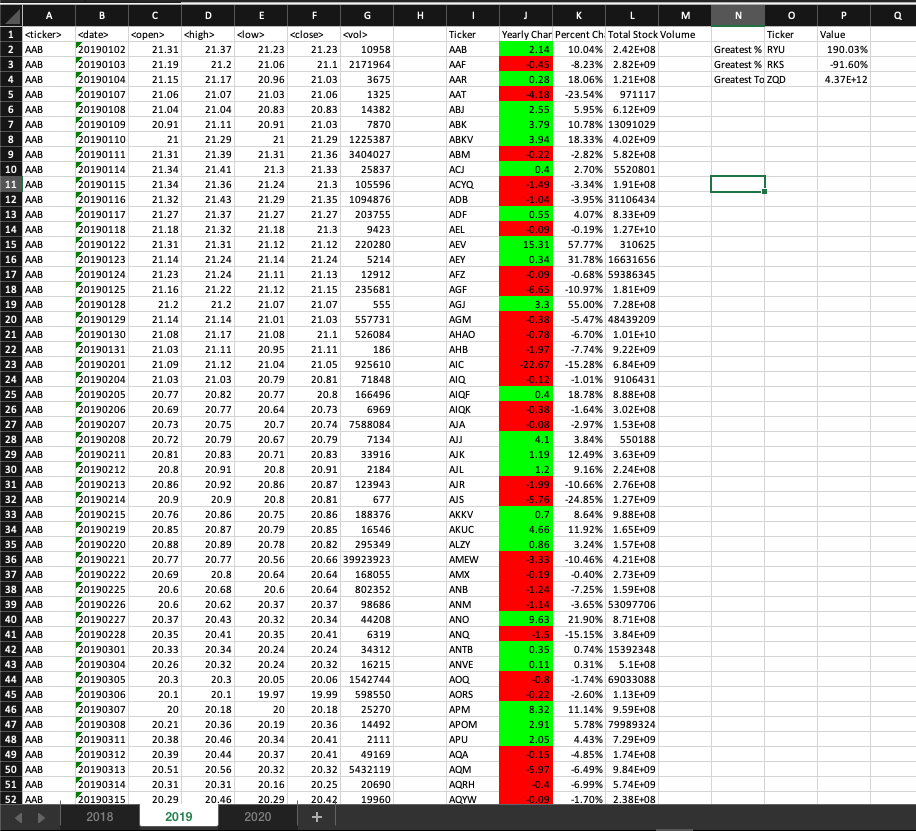 A B C D E F G H I J K L M N O P Q
1 <ticker> <date> <open> <high> <low> <close> <vol> Ticker Yearly Char Percent Ch Total Stock Volume Ticker Value
2 AAB 20190102 21.31 21.37 21.23 21.23 10958 AAB 2.14 10.04% 2.42E+08 Greatest % RYU 190.03%
3 AAB 20190103 21.19 21.2 21.06 21.1 2171964 AAF -0.45 -8.23% 2.82E+09 Greatest % RKS -91.60%
4 AAB 20190104 21.15 21.17 20.96 21.03 3675 AAR 0.28 18.06% 1.21E+08 Greatest To ZQD 4.37E+12
5 AAB 20190107 21.06 21.07 21.03 21.06 1325 AAT -4.18 -23.54% 971117
6 AAB 20190108 21.04 21.04 20.83 20.83 14382 ABJ 2.55 5.95% 6.12E+09
7 AAB 20190109 20.91 21.11 20.91 21.03 7870 ABK 3.79 10.78% 13091029
8 AAB 20190110 21 21.29 21 21.29 1225387 ABKV 3.94 18.33% 4.02E+09
9 AAB 20190111 21.31 21.39 21.31 21.36 3404027 ABM -0.22 -2.82% 5.82E+08
10 AAB 20190114 21.34 21.41 21.3 21.33 25837 ACJ 0.4 2.70% 5520801
11 AAB 20190115 21.34 21.36 21.24 21.3 105596 ACYQ -1.49 -3.34% 1.91E+08
12 AAB 20190116 21.32 21.43 21.29 21.35 1094876 ADB -1.04 -3.95% 31106434
13 AAB 20190117 21.27 21.37 21.27 21.27 203755 ADF 0.55 4.07% 8.33E+09
14 AAB 20190118 21.18 21.32 21.18 21.3 9423 AEL -0.09 -0.19% 1.27E+10
15 AAB 20190122 21.31 21.31 21.12 21.12 220280 AEV 15.31 57.77% 310625
16 AAB 20190123 21.14 21.24 21.14 21.24 5214 AEY 0.34 31.78% 16631656
17 AAB 20190124 21.23 21.24 21.11 21.13 12912 AFZ -0.09 -0.68% 59386345
18 AAB 20190125 21.16 21.22 21.12 21.15 235681 AGF -6.65 -10.97% 1.81E+09
19 AAB 20190128 21.2 21.2 21.07 21.07 555 AGJ 3.3 55.00% 7.28E+08
20 AAB 20190129 21.14 21.14 21.01 21.03 557731 AGM -0.38 -5.47% 48439209
21 AAB 20190130 21.08 21.17 21.08 21.1 526084 AHAO -0.78 -6.70% 1.01E+10
22 AAB 20190131 21.03 21.11 20.95 21.11 186 AHB -1.97 -7.74% 9.22E+09
23 AAB 20190201 21.09 21.12 21.04 21.05 925610 AIC -22.67 -15.28% 6.84E+09
24 AAB 20190204 21.03 21.03 20.79 20.81 71848 AIQ -0.12 -1.01% 9106431
25 AAB 20190205 20.77 20.82 20.77 20.8 166496 AIQF 0.4 18.78% 8.88E+08
26 AAB 20190206 20.69 20.77 20.64 20.73 6969 AIQK -0.38 -1.64% 3.02E+08
27 AAB 20190207 20.73 20.75 20.7 20.74 7588084 AJA -0.08 -2.97% 1.53E+08
28 AAB 20190208 20.72 20.79 20.67 20.79 7134 AJJ 4.1 3.84% 550188
29 AAB 20190211 20.81 20.83 20.71 20.83 33916 AJK 1.19 12.49% 3.63E+09
30 AAB 20190212 20.8 20.91 20.8 20.91 2184 AJL 1.2 9.16% 2.24E+08
31 AAB 20190213 20.86 20.92 20.86 20.87 123943 AJR -1.99 -10.66% 2.76E+08
32 AAB 20190214 20.9 20.9 20.8 20.81 677 AJS -5.76 -24.85% 1.27E+09
33 AAB 20190215 20.76 20.86 20.75 20.86 188376 AKKV 0.7 8.64% 9.88E+08
34 AAB 20190219 20.85 20.87 20.79 20.85 16546 AKUC 4.66 11.92% 1.65E+09
35 AAB 20190220 20.88 20.89 20.78 20.82 295349 ALZY 0.86 3.24% 1.57E+08
36 AAB 20190221 20.77 20.77 20.56 20.66 39923923 AMEW -3.33 -10.46% 4.21E+08
37 AAB 20190222 20.69 20.8 20.64 20.64 168055 AMX -0.19 -0.40% 2.73E+09
38 AAB 20190225 20.6 20.68 20.6 20.64 802352 ANB -1.24 -7.25% 1.59E+08
39 AAB 20190226 20.6 20.62 20.37 20.37 98686 ANM -1.14 -3.65% 53097706
40 AAB 20190227 20.37 20.43 20.32 20.34 44208 ANO 9.63 21.90% 8.71E+08
41 AAB 20190228 20.35 20.41 20.35 20.41 6319 ANQ -1.5 -15.15% 3.84E+09
42 AAB 20190301 20.33 20.34 20.24 20.24 34312 ANTB 0.35 0.74% 15392348
43 AAB 20190304 20.26 20.32 20.24 20.32 16215 ANVE 0.11 0.31% 5.1E+08
44 AAB 20190305 20.3 20.3 20.05 20.06 1542744 AOQ -0.8 -1.74% 69033088
45 AAB 20190306 20.1 20.1 19.97 19.99 598550 AORS -0.22 -2.60% 1.13E+09
46 AAB 20190307 20 20.18 20 20.18 25270 APM 8.32 11.14% 9.59E+08
47 AAB 20190308 20.21 20.36 20.19 20.36 14492 APOM 2.91 5.78% 79989324
48 AAB 20190311 20.38 20.46 20.34 20.41 2111 APU 2.05 4.43% 7.29E+09
49 AAB 20190312 20.39 20.44 20.37 20.41 49169 AQA -0.15 -4.85% 1.74E+08
50 AAB 20190313 20.51 20.56 20.32 20.32 5432119 AQM -5.97 -6.49% 9.84E+09
51 AAB 20190314 20.31 20.31 20.16 20.25 20690 AQRH -0.4 -6.99% 5.74E+09
52 AAB 20190315 20.29 20.46 20.29 20.42 19960 AQYW -0.09 -1.70% 2.38E+08
2018 2019 2020 +